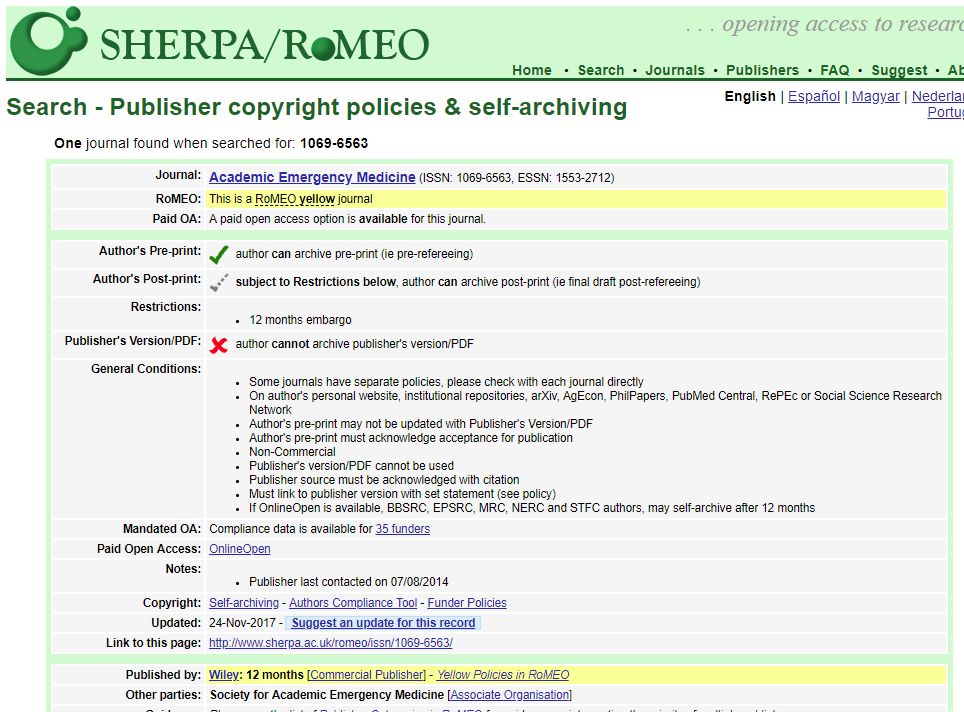 SHERPA/RoMEO
. . . opening access to researc
Home • Search • Journals • Publishers • FAQ • Suggest • Ab
English | Español | Magyar | Nederlan
Portug
Search - Publisher copyright policies & self-archiving
One journal found when searched for: 1069-6563
Journal: Academic Emergency Medicine (ISSN: 1069-6563, ESSN: 1553-2712)
RoMEO: This is a RoMEO yellow journal
Paid OA: A paid open access option is available for this journal.
Author's Pre-print: author can archive pre-print (ie pre-refereeing)
Author's Post-print: subject to Restrictions below, author can archive post-print (ie final draft post-refereeing)
Restrictions:
• 12 months embargo
Publisher's Version/PDF: author cannot archive publisher's version/PDF
General Conditions:
• Some journals have separate policies, please check with each journal directly
• On author's personal website, institutional repositories, arXiv, AgEcon, PhilPapers, PubMed Central, RePEc or Social Science Research
Network
• Author's pre-print may not be updated with Publisher's Version/PDF
• Author's pre-print must acknowledge acceptance for publication
• Non-Commercial
• Publisher's version/PDF cannot be used
• Publisher source must be acknowledged with citation
• Must link to publisher version with set statement (see policy)
• If OnlineOpen is available, BBSRC, EPSRC, MRC, NERC and STFC authors, may self-archive after 12 months
Mandated OA: Compliance data is available for 35 funders
Paid Open Access: OnlineOpen
Notes:
• Publisher last contacted on 07/08/2014
Copyright: Self-archiving - Authors Compliance Tool - Funder Policies
Updated: 24-Nov-2017 - Suggest an update for this record
Link to this page: http://www.sherpa.ac.uk/romeo/issn/1069-6563/
Published by: Wiley: 12 months [Commercial Publisher] - Yellow Policies in RoMEO
Other parties: Society for Academic Emergency Medicine [Associate Organisation]